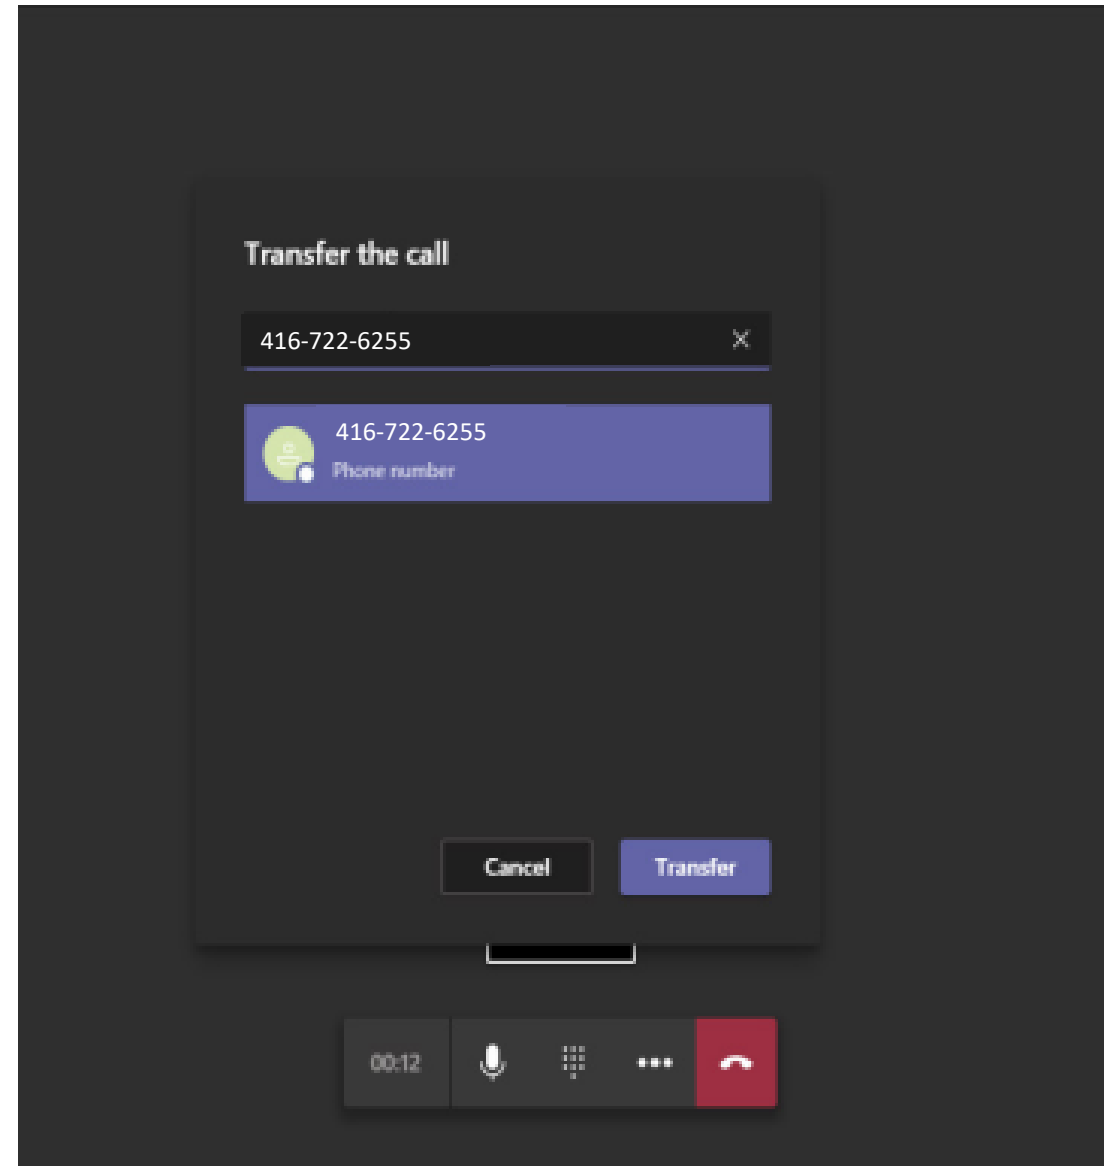 Transfer the call
416-722-6255
416-722-6255
Phone number
Cancel Transfer
00:12